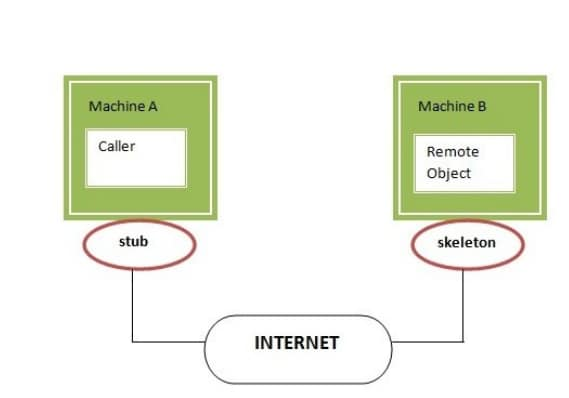 Machine A
Caller
Machine B
Remote
Object
stub
skeleton
INTERNET